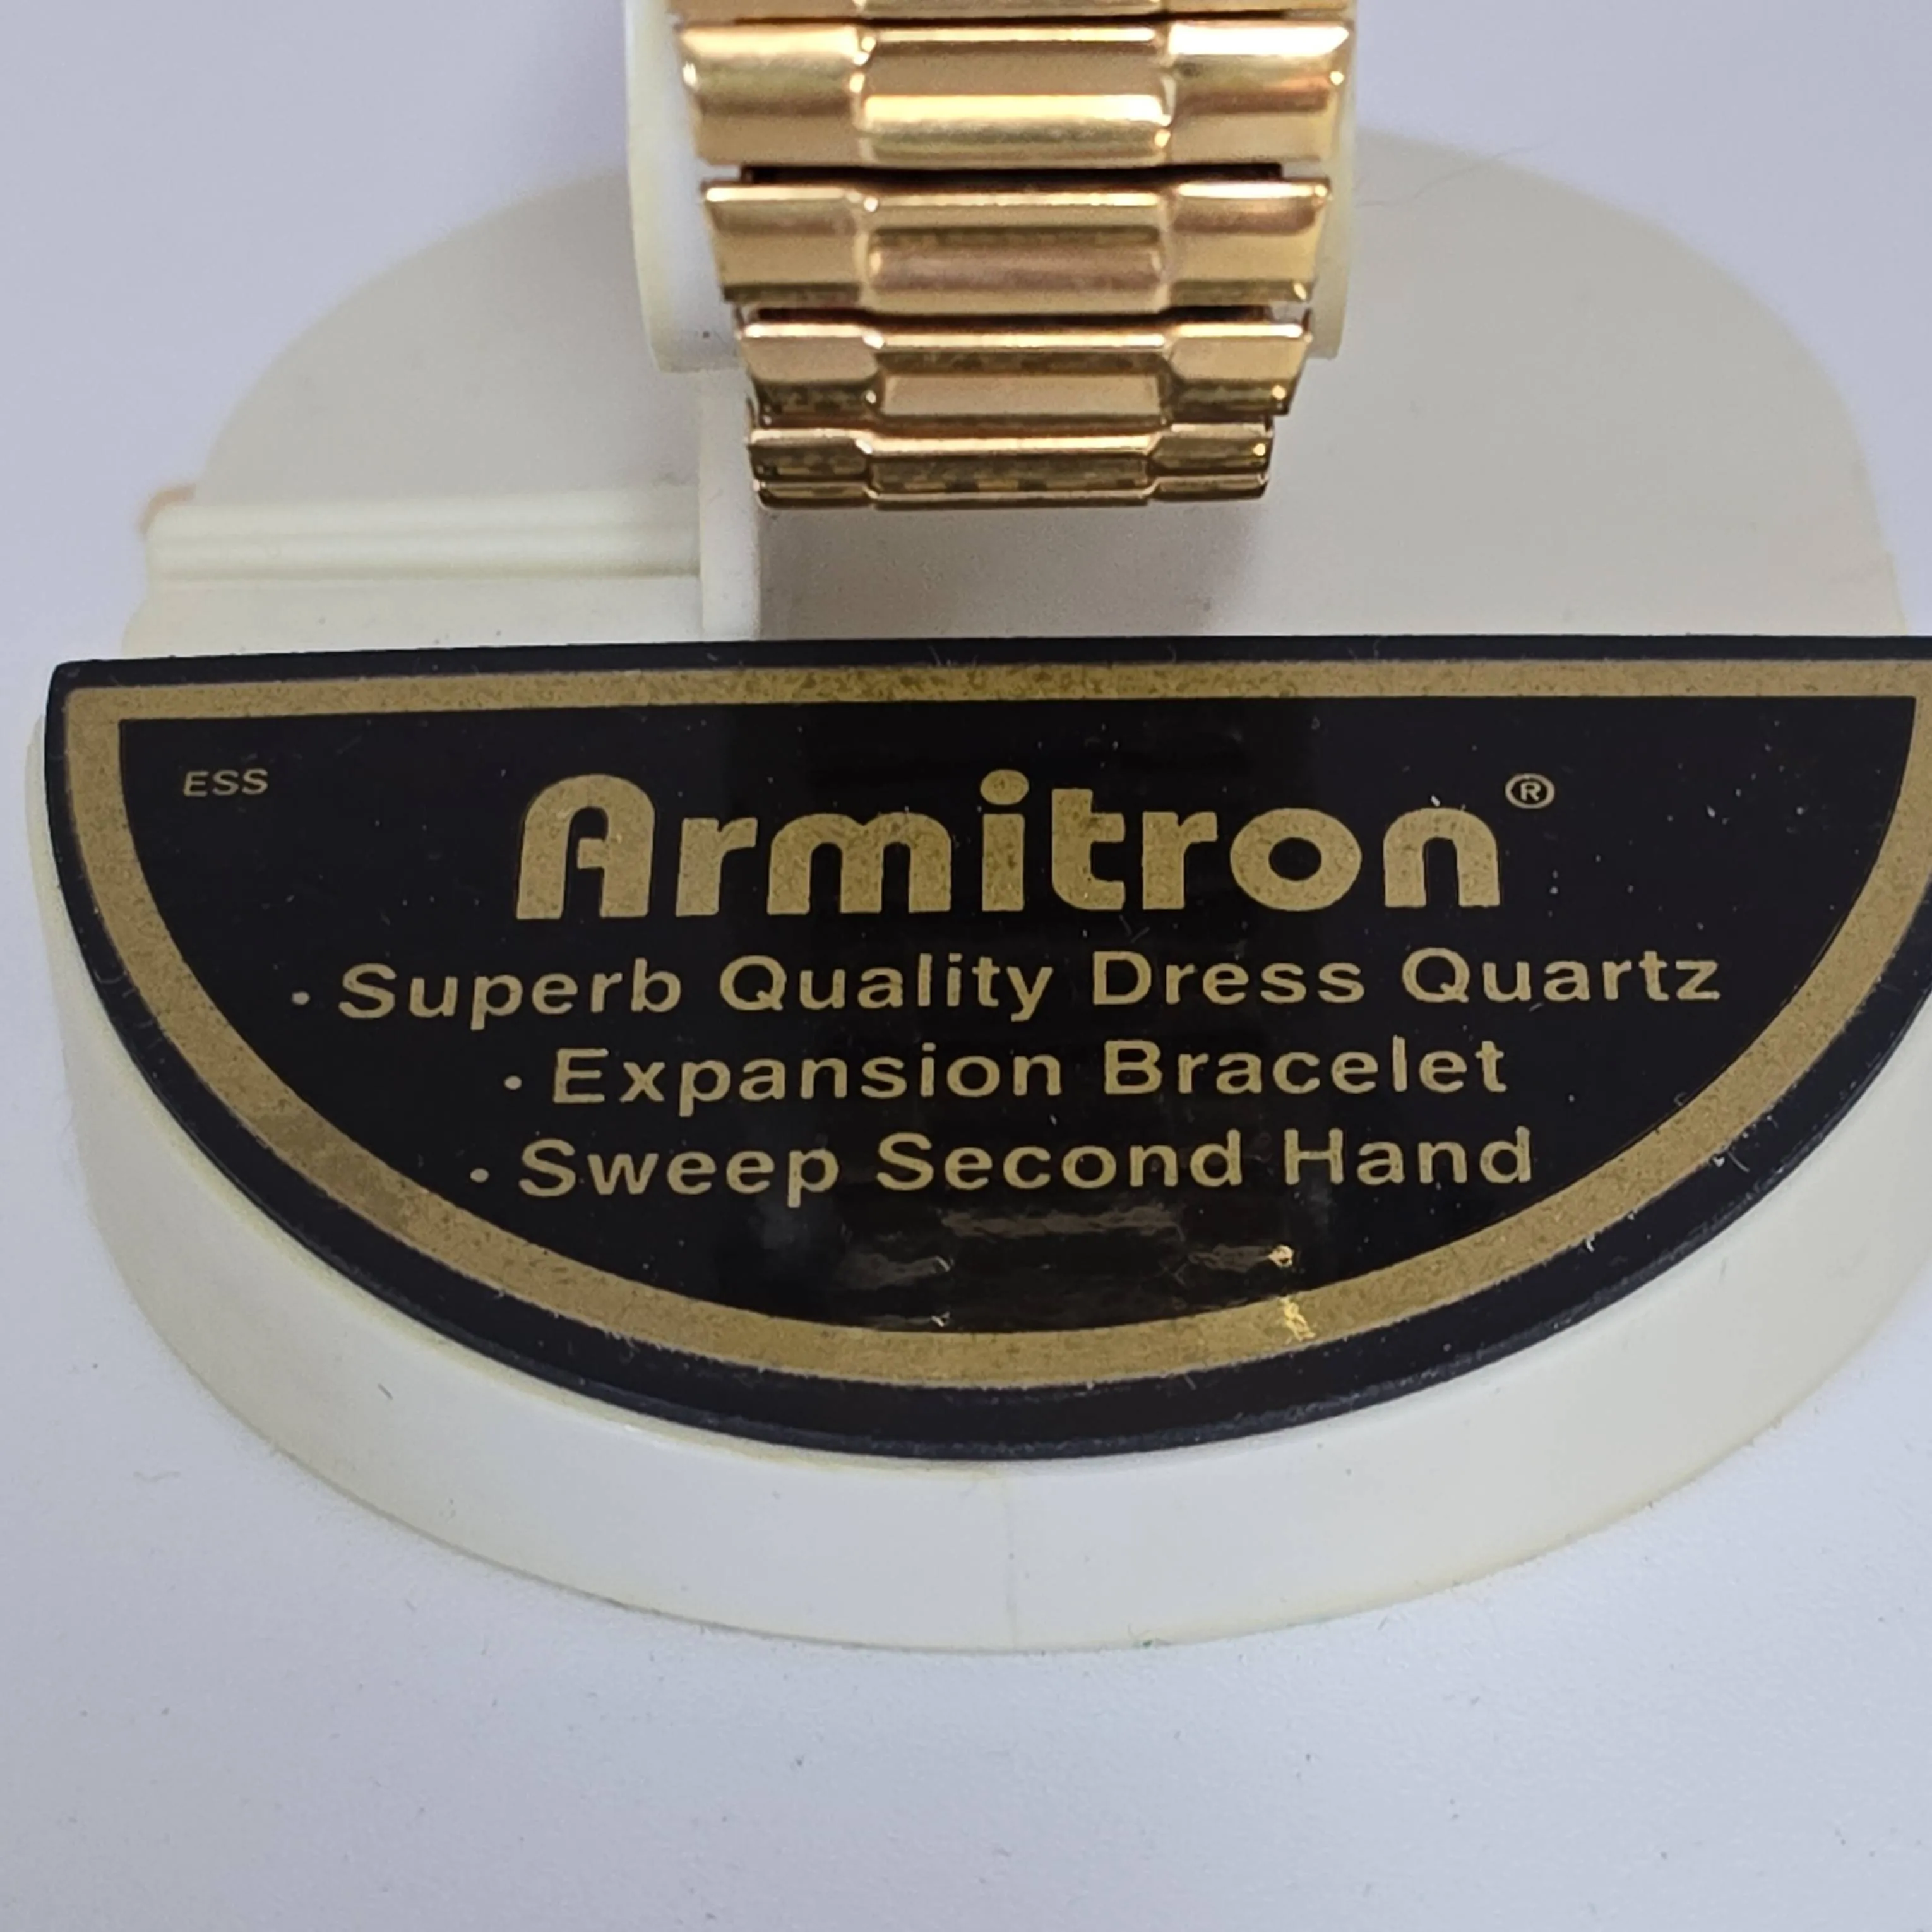 ESS
Armitron®
· Superb Quality Dress Quartz
· Expansion Bracelet
· Sweep Second Hand